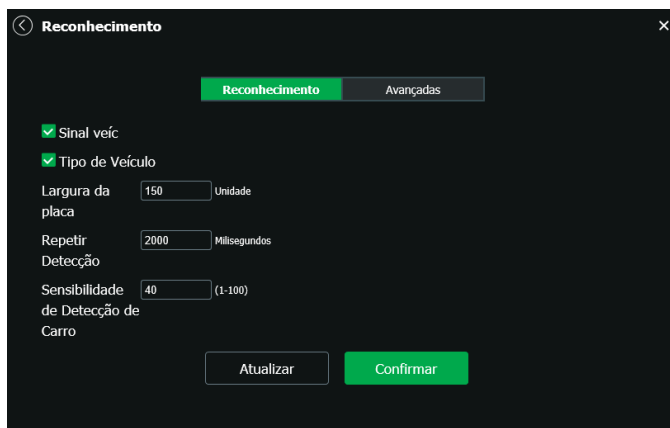 Reconhecimento
Reconhecimento
Avançadas
Sinal veíc
Tipo de Veículo
Largura da placa
150
Unidade
Repetir Detecção
2000
Milisegundos
Sensibilidade de Detecção de Carro
40
(1-100)
Atualizar
Confirmar